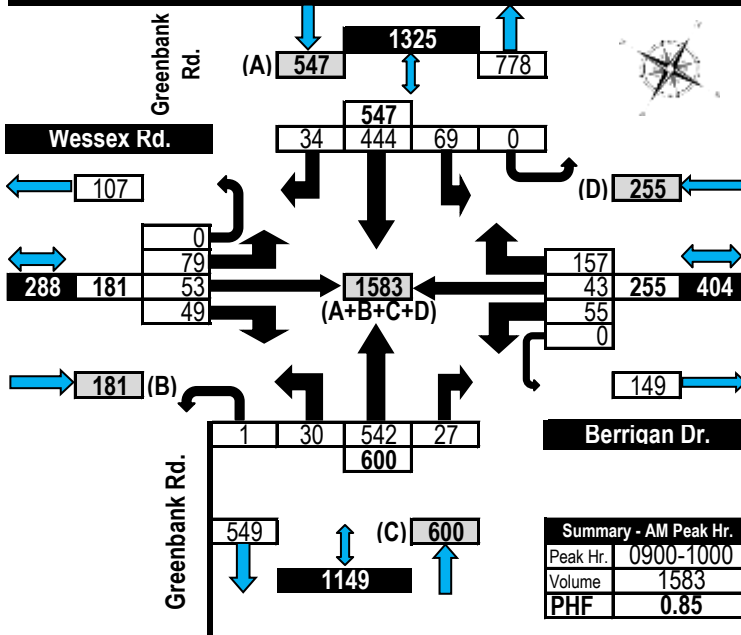 Greenbank
Rd.
(A) 547 1325 778
547
34 444 69 0
Wessex Rd.
107
(D) 255
0
79
288 181 53
49
1583
(A+B+C+D)
157
43 255 404
55
0
181 (B)
149
1 30 542 27
600
Berrigan Dr.
Greenbank Rd.
549
(C) 600
1149
Summary - AM Peak Hr.
Peak Hr. 0900-1000
Volume 1583
PHF 0.85